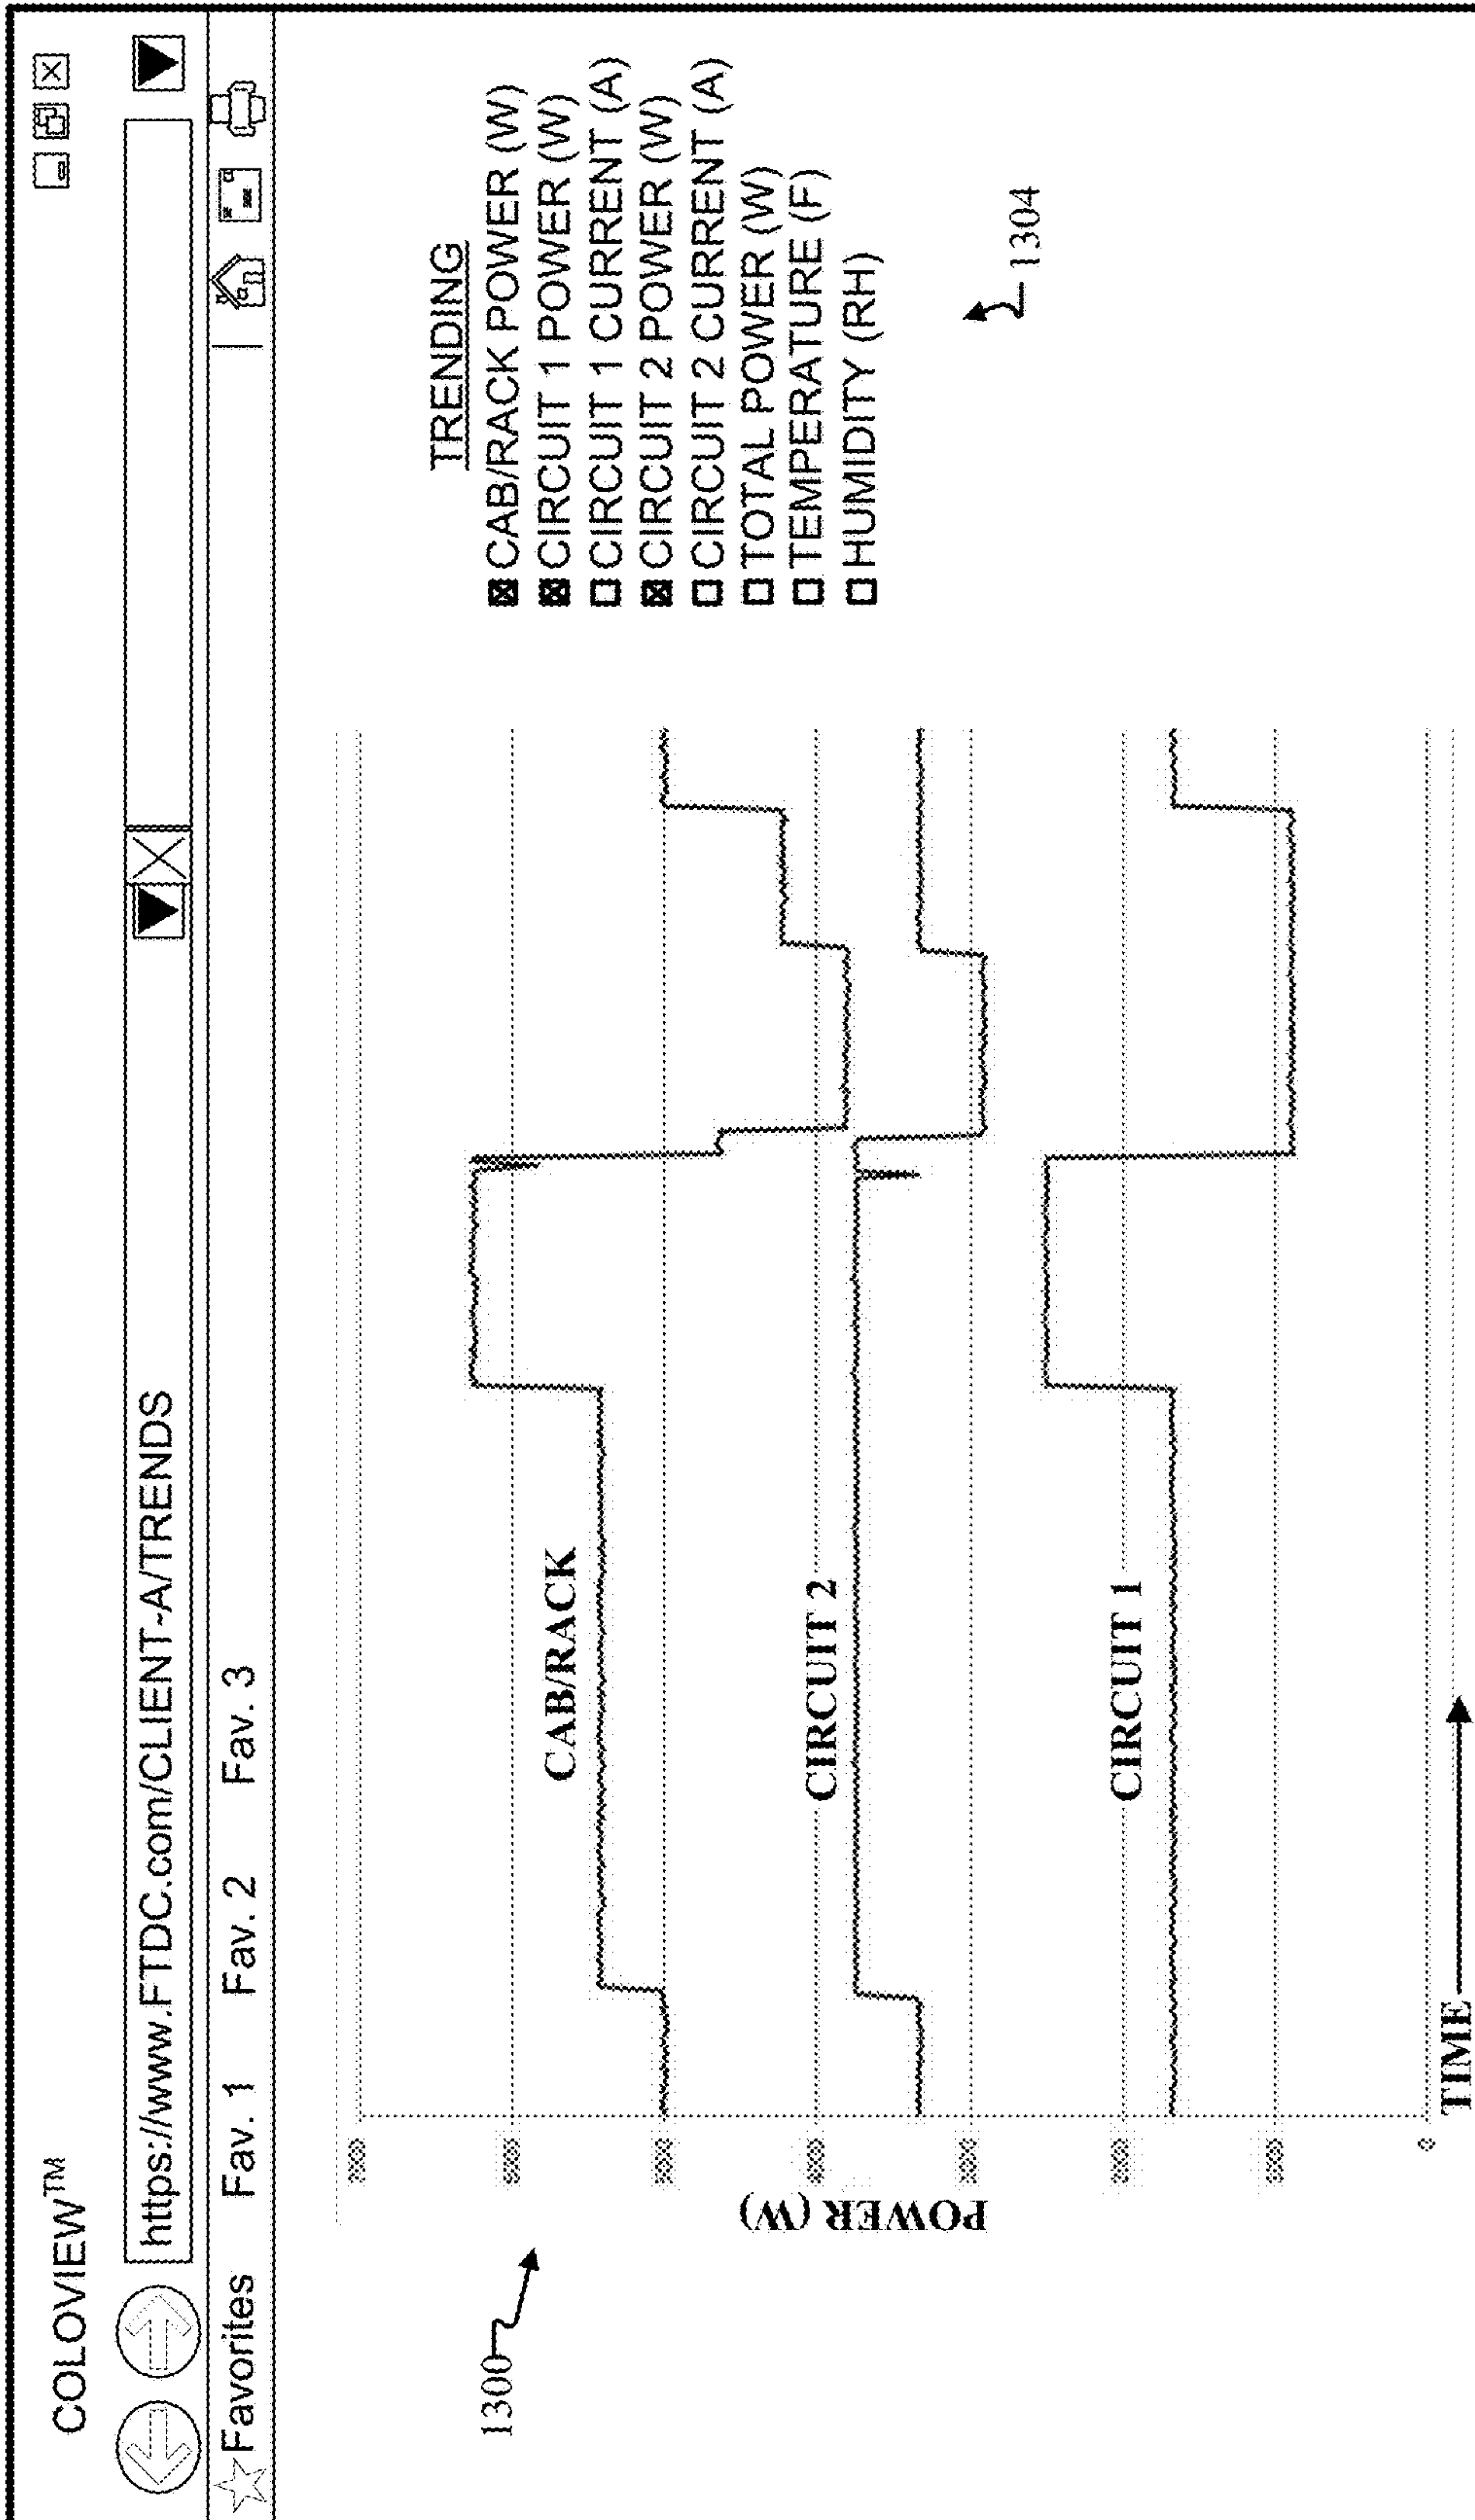 COLOVIEW™
https://www.FTDC.com/CLIENT-A/TRENDS
Favorites Fav. 1 Fav. 2 Fav. 3
TRENDING
CAB/RACK POWER (W)
CIRCUIT 1 POWER (W)
CIRCUIT 1 CURRENT (A)
CIRCUIT 2 POWER (W)
CIRCUIT 2 CURRENT (A)
TOTAL POWER (W)
TEMPERATURE (F)
HUMIDITY (RH)
1304
1300
POWER (W)
CAB/RACK
CIRCUIT 2
CIRCUIT 1
0
TIME